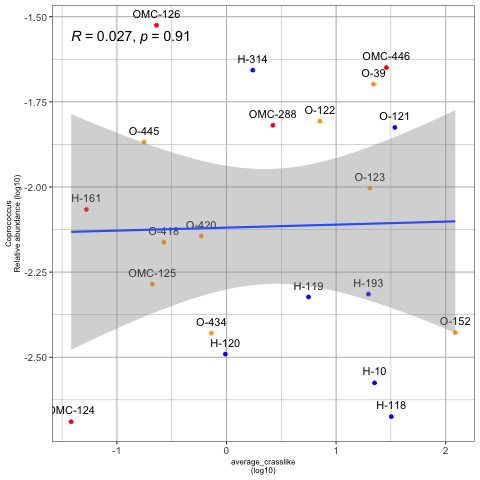 -1.50
OMC-126
R = 0.027, p = 0.91
H-314
OMC-446
O-39
-1.75
OMC-288
O-122
O-121
O-445
-2.00
O-123
H-161
O-418
O-420
-2.25
OMC-125
H-119
H-193
O-434
O-152
H-120
-2.50
H-10
H-118
OMC-124
Coprococcus
Relative abundance (log10)
-1
0
1
2
average_crasslike
(log10)